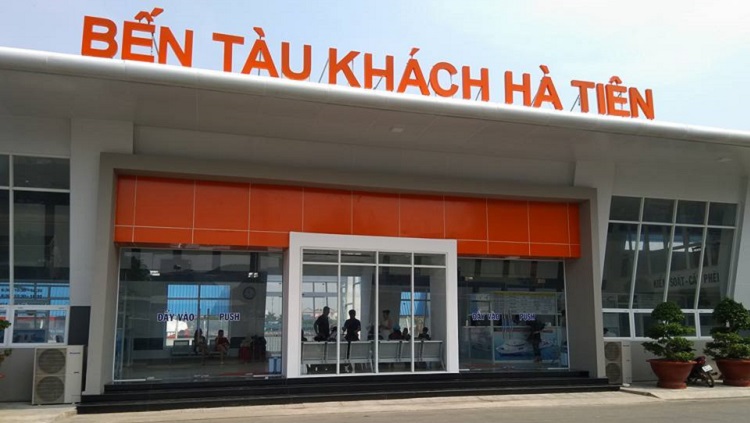 BẾN TÀU KHÁCH HÀ TIÊN
ĐẨY VÀO PUSH
ĐẨY VÀO PUSH